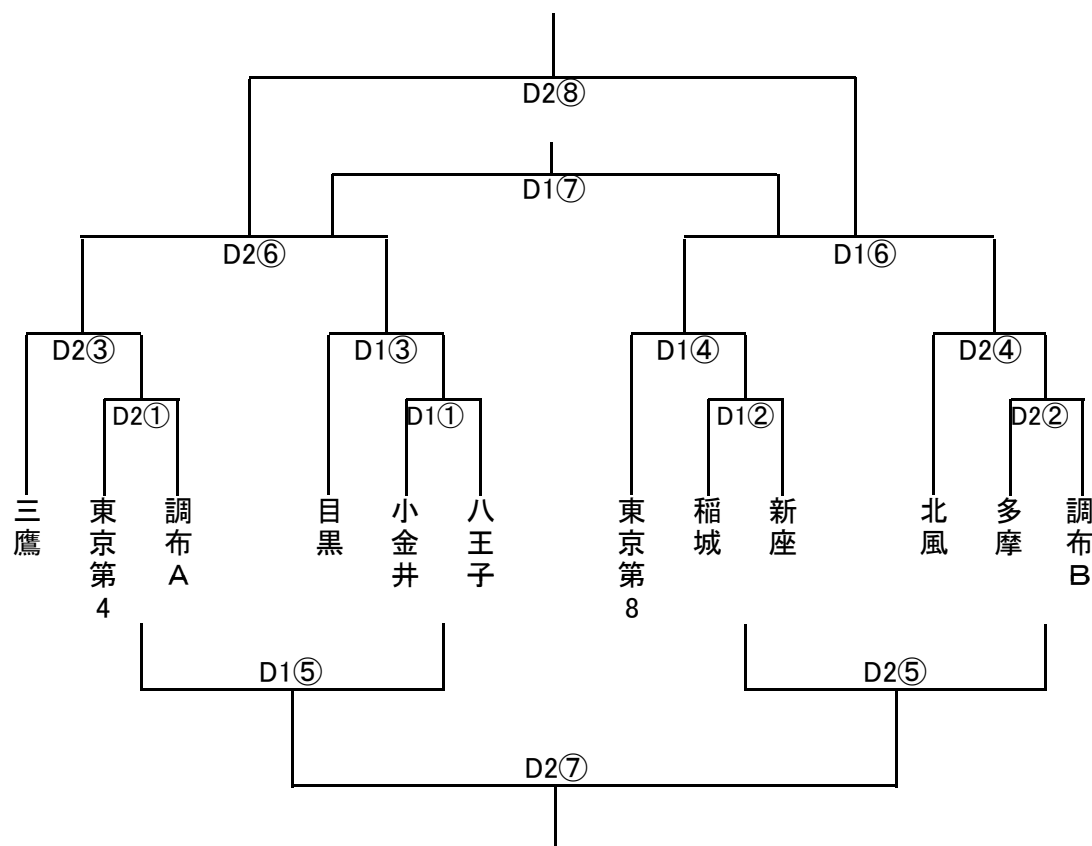 D2⑧
D1⑦
D2⑥
D1⑥
D2③
D1③
D1④
D2④
D2①
D1①
D1②
D2②
三鷹
東京第4
調布A
目黒
小金井
八王子
東京第8
稲城
新座
北風
多摩
調布B
D1⑤
D2⑤
D2⑦